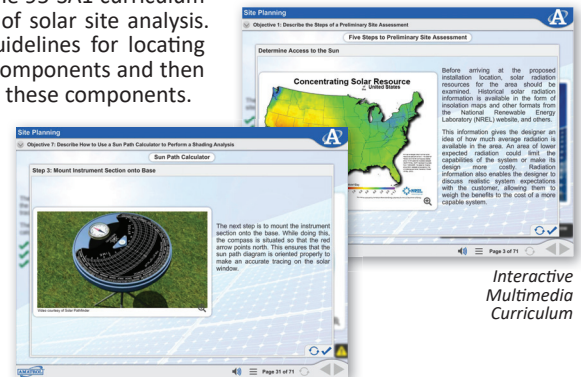 the 95-SA1 curriculum
of solar site analysis.
uidelines for locating
components and then
these components.
Site Planning
Objective 1: Describe the Steps of a Preliminary Site Assessment
Five Steps to Preliminary Site Assessment
Determine Access to the Sun
Concentrating Solar Resource
United States
NREL
Before arriving at the proposed
installation location, solar radiation
resources for the area should be
examined. Historical solar radiation
information is available in the form of
insolation maps and other formats from
the National Renewable Energy
Laboratory (NREL) website, and others.
This information gives the designer an
idea of how much average radiation is
available in the area. An area of lower
expected radiation could limit the
capabilities of the system or make its
design more costly. Radiation
information also enables the designer to
discuss realistic system expectations
with the customer, allowing them to
weigh the benefits to the cost of a more
capable system.
Page 3 of 71
Site Planning
Objective 7: Describe How to Use a Sun Path Calculator to Perform a Shading Analysis
Sun Path Calculator
Step 3: Mount Instrument Section onto Base
The next step is to mount the instrument
section onto the base. While doing this,
the compass is situated so that the red
arrow points north. This ensures that the
sun path diagram is oriented properly to
make an accurate tracing on the solar
window.
Video courtesy of Solar Pathfinder
AMATROL
Page 31 of 71
Interactive
Multimedia
Curriculum